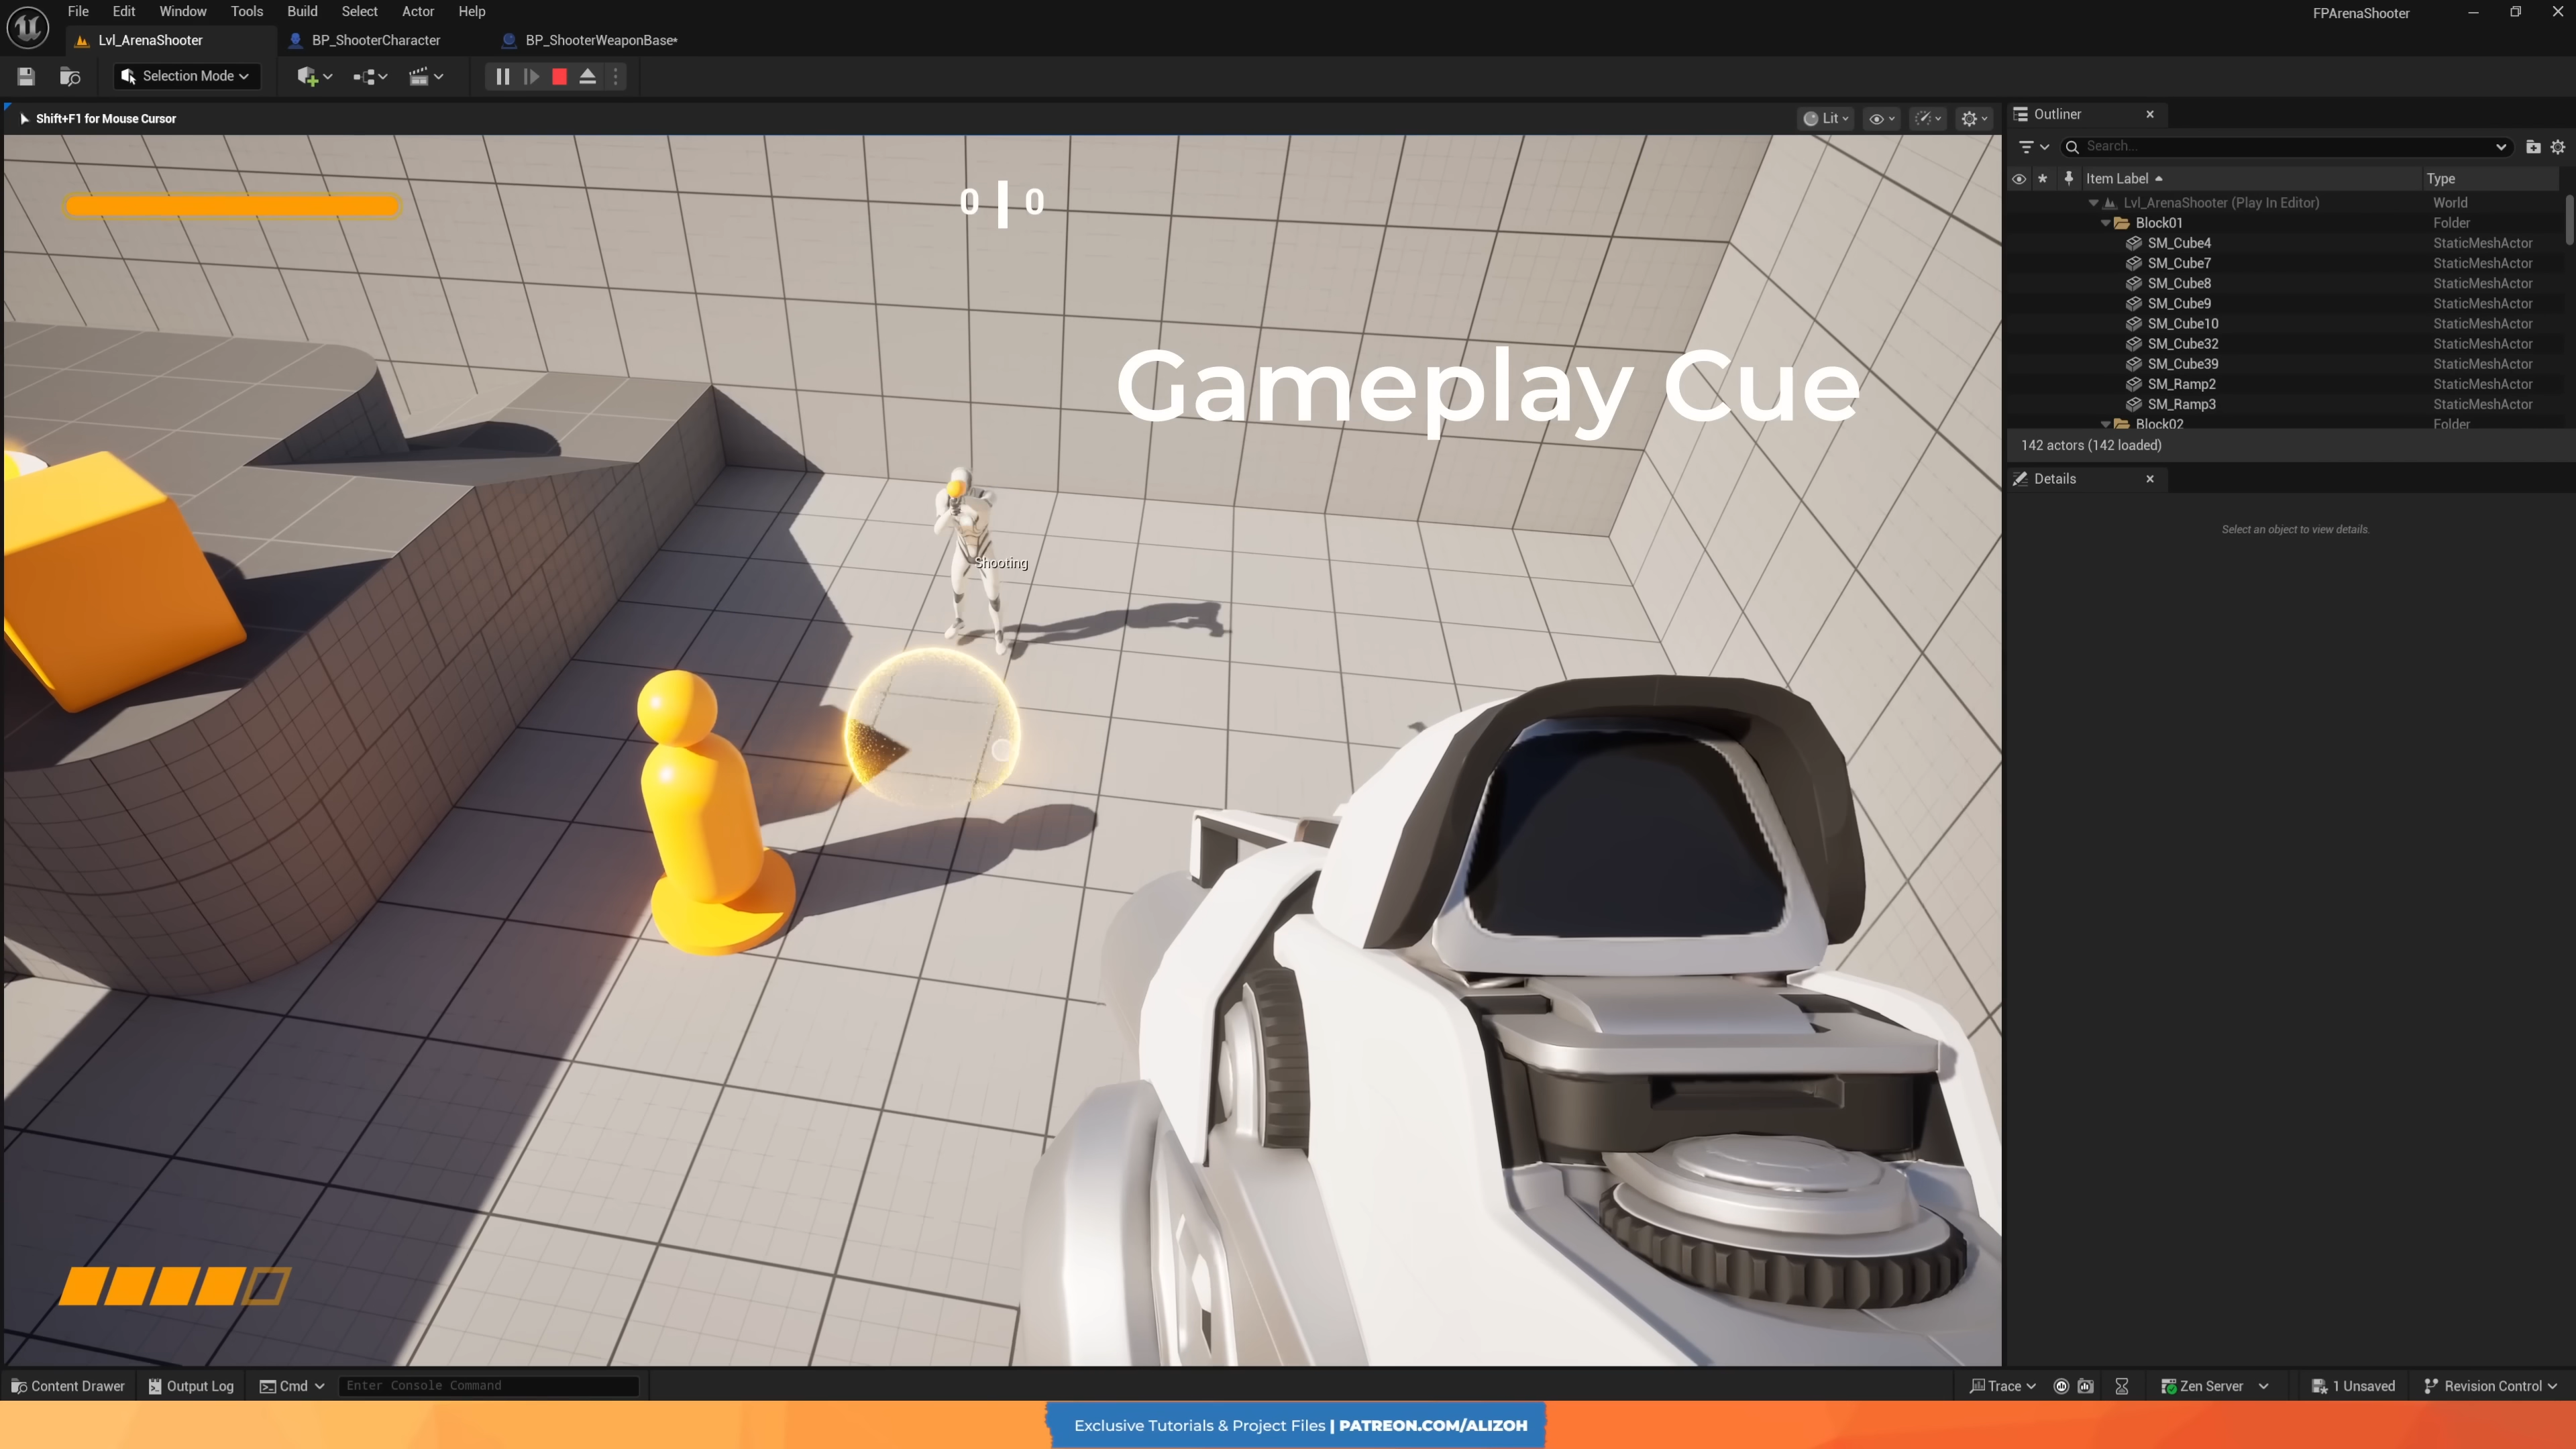 File Edit Window Tools Build Select Actor Help
FPArenaShooter
Lvl_ArenaShooter BP_ShooterCharacter BP_ShooterWeaponBase*
Selection Mode
Shift+F1 for Mouse Cursor
Lit
0 | 0
Gameplay Cue
Shooting
Outliner
Search...
Item Label Type
Lvl_ArenaShooter (Play In Editor) World
Block01 Folder
SM_Cube4 StaticMeshActor
SM_Cube7 StaticMeshActor
SM_Cube8 StaticMeshActor
SM_Cube9 StaticMeshActor
SM_Cube10 StaticMeshActor
SM_Cube32 StaticMeshActor
SM_Cube39 StaticMeshActor
SM_Ramp2 StaticMeshActor
SM_Ramp3 StaticMeshActor
Block02 Folder
142 actors (142 loaded)
Details
Select an object to view details.
Content Drawer Output Log Cmd Enter Console Command
Trace Zen Server 1 Unsaved Revision Control
Exclusive Tutorials & Project Files | PATREON.COM/ALIZOH